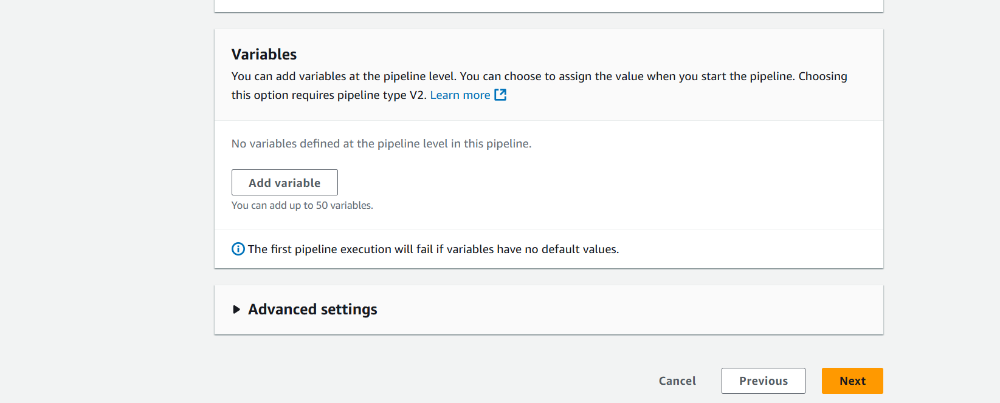 Variables
You can add variables at the pipeline level. You can choose to assign the value when you start the pipeline. Choosing
this option requires pipeline type V2. Learn more
No variables defined at the pipeline level in this pipeline.
Add variable
You can add up to 50 variables.
The first pipeline execution will fail if variables have no default values.
Advanced settings
Cancel Previous Next